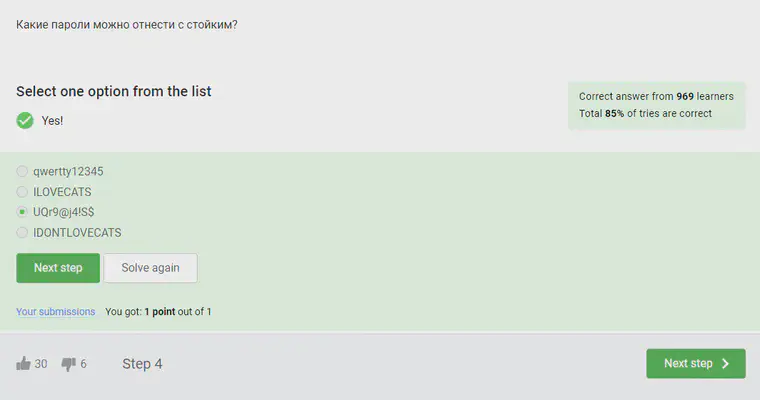 Какие пароли можно отнести с стойким?
Select one option from the list
Correct answer from 969 learners
Total 85% of tries are correct
Yes!
qwertty12345
ILOVECATS
UQr9@j4!S$
IDONTLOVECATS
Next step
Solve again
Your submissions You got: 1 point out of 1
30
6
Step 4
Next step